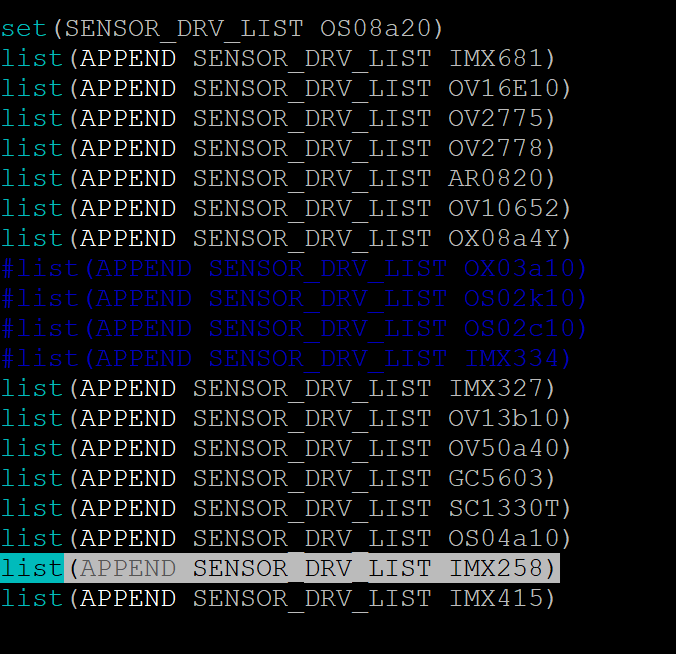 set(SENSOR_DRV_LIST OS08a20)
list(APPEND SENSOR_DRV_LIST IMX681)
list(APPEND SENSOR_DRV_LIST OV16E10)
list(APPEND SENSOR_DRV_LIST OV2775)
list(APPEND SENSOR_DRV_LIST OV2778)
list(APPEND SENSOR_DRV_LIST AR0820)
list(APPEND SENSOR_DRV_LIST OV10652)
list(APPEND SENSOR_DRV_LIST OX08a4Y)
#list(APPEND SENSOR_DRV_LIST OX03a10)
#list(APPEND SENSOR_DRV_LIST OS02k10)
#list(APPEND SENSOR_DRV_LIST OS02c10)
#list(APPEND SENSOR_DRV_LIST IMX334)
list(APPEND SENSOR_DRV_LIST IMX327)
list(APPEND SENSOR_DRV_LIST OV13b10)
list(APPEND SENSOR_DRV_LIST OV50a40)
list(APPEND SENSOR_DRV_LIST GC5603)
list(APPEND SENSOR_DRV_LIST SC1330T)
list(APPEND SENSOR_DRV_LIST OS04a10)
list(APPEND SENSOR_DRV_LIST IMX258)
list(APPEND SENSOR_DRV_LIST IMX415)